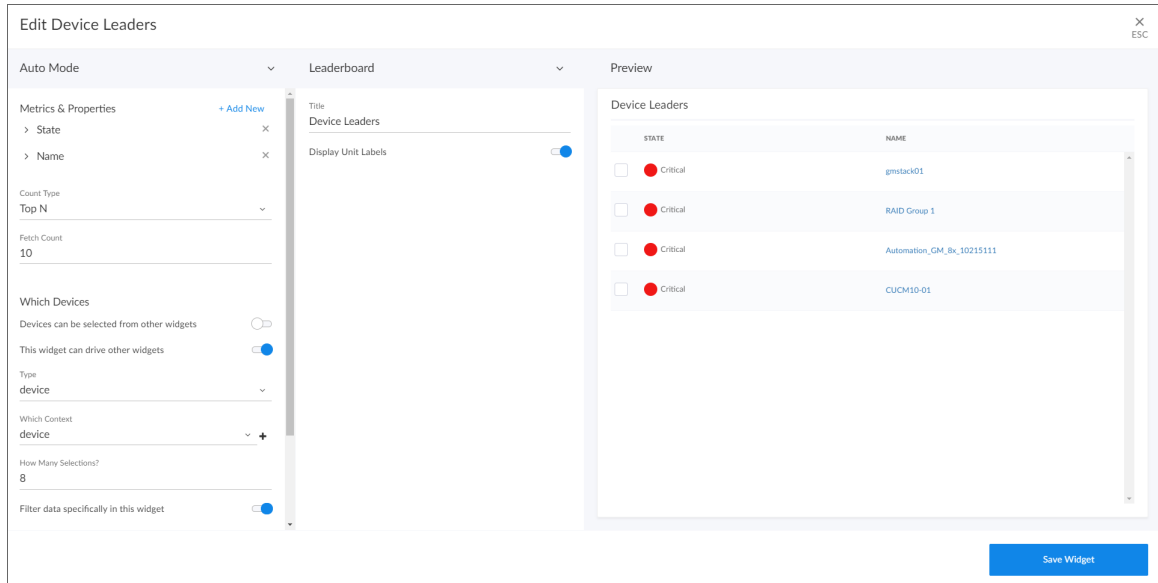 Edit Device Leaders
ESC
Auto Mode
Leaderboard
Preview
Metrics & Properties
+ Add New
State
Name
Count Type
Top N
Fetch Count
10
Which Devices
Devices can be selected from other widgets
This widget can drive other widgets
Type
device
Which Context
device
How Many Selections?
8
Filter data specifically in this widget
Title
Device Leaders
Display Unit Labels
Device Leaders
STATE NAME
Critical gmstack01
Critical RAID Group 1
Critical Automation_GM_8x_10215111
Critical CUCM10-01
Save Widget